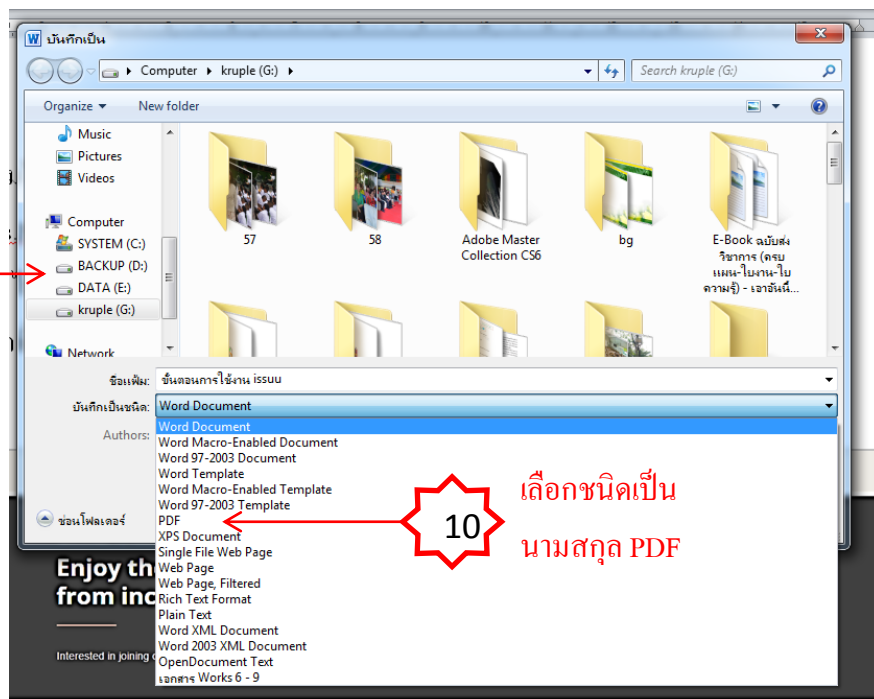 บันทึกเป็น
Computer kruple (G:)
Search kruple (G:)
Organize New folder
Music
Pictures
Videos
Computer
SYSTEM (C:)
BACKUP (D:)
DATA (E:)
kruple (G:)
Network
57
58
Adobe Master
Collection CS6
bg
E-Book ฉบับส่ง
วิชาการ (ครบ
แผน-ใบงาน-ใบ
ความรู้) - เอาอันนี้...
ชื่อแฟ้ม: ขั้นตอนการใช้งาน issuu
บันทึกเป็นชนิด: Word Document
Authors:
Word Document
Word Macro-Enabled Document
Word 97-2003 Document
Word Template
Word Macro-Enabled Template
Word 97-2003 Template
PDF
XPS Document
Single File Web Page
Web Page
Web Page, Filtered
Rich Text Format
Plain Text
Word XML Document
Word 2003 XML Document
OpenDocument Text
เอกสาร Works 6 - 9
ซ่อนโฟลเดอร์
10
เลือกชนิดเป็น
นามสกุล PDF
Enjoy
from
Interested in joining